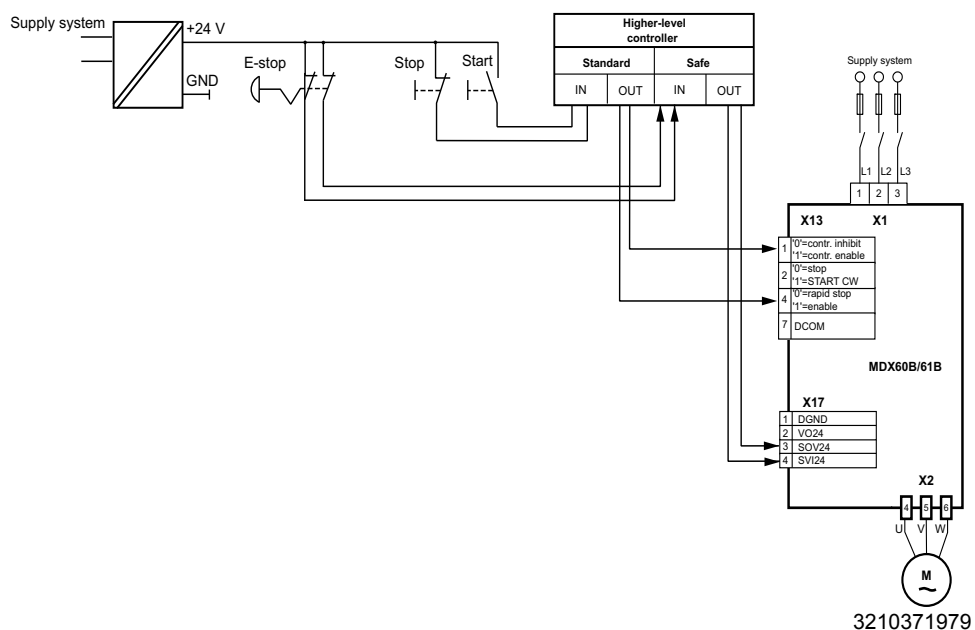 Supply system
+24 V
GND
E-stop
Stop
Start
Higher-level
controller
Standard
Safe
IN
OUT
IN
OUT
Supply system
L1
L2
L3
1
2
3
X13
X1
1
'0'=contr. inhibit
'1'=contr. enable
2
'0'=stop
'1'=START CW
4
'0'=rapid stop
'1'=enable
7
DCOM
MDX60B/61B
X17
1
DGND
2
VO24
3
SOV24
4
SVI24
X2
4
5
6
U
V
W
M
3210371979